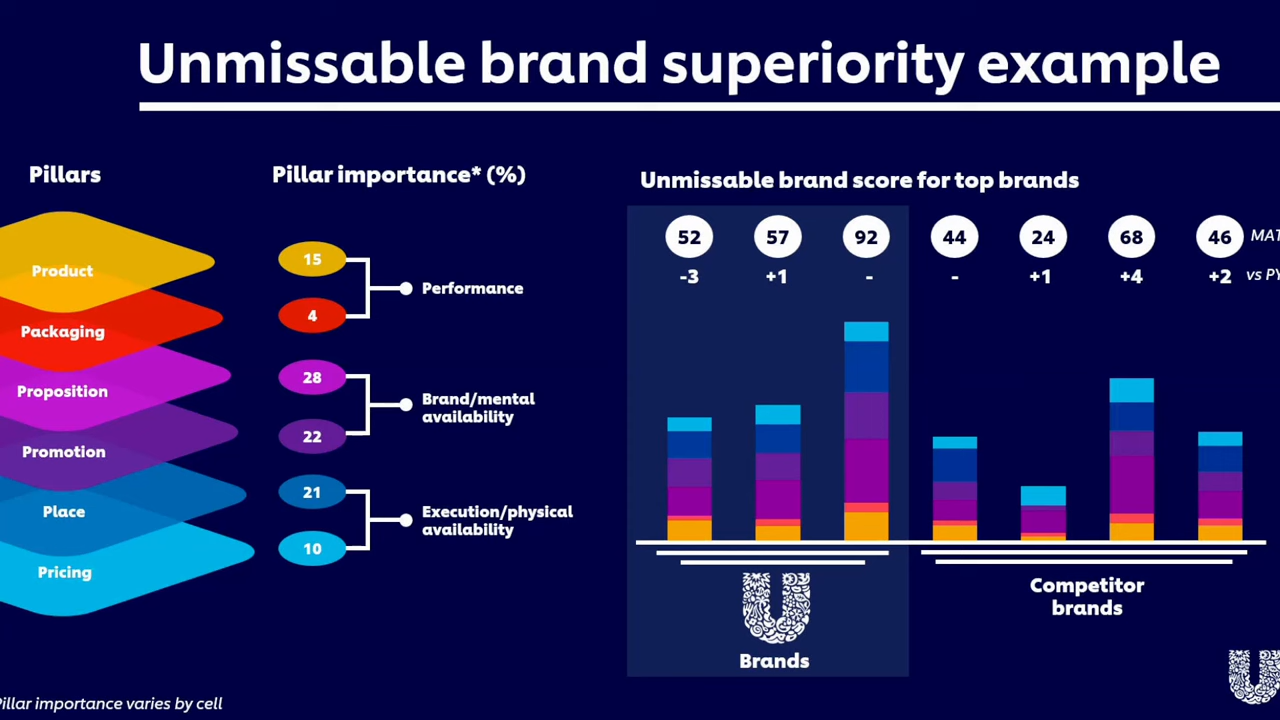 Unmissable brand superiority example
Pillars
Pillar importance* (%)
Unmissable brand score for top brands
Product
Packaging
Proposition
Promotion
Place
Pricing
15
4
28
22
21
10
Performance
Brand/mental
availability
Execution/physical
availability
52 57 92 44 24 68 46 MAT
-3 +1 - - +1 +4 +2 vs PY
Brands
Competitor
brands
Pillar importance varies by cell